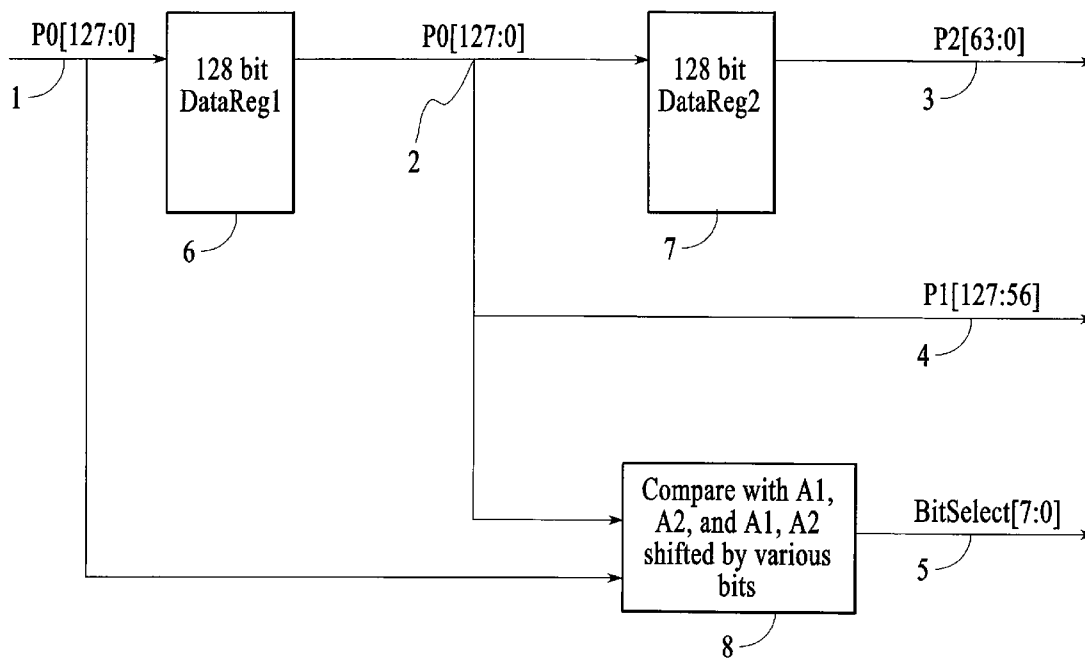 P0[127:0]
P0[127:0]
P2[63:0]
1
128 bit
DataReg1
2
128 bit
DataReg2
3
6
7
P1[127:56]
4
Compare with A1,
A2, and A1, A2
shifted by various
bits
BitSelect[7:0]
5
8